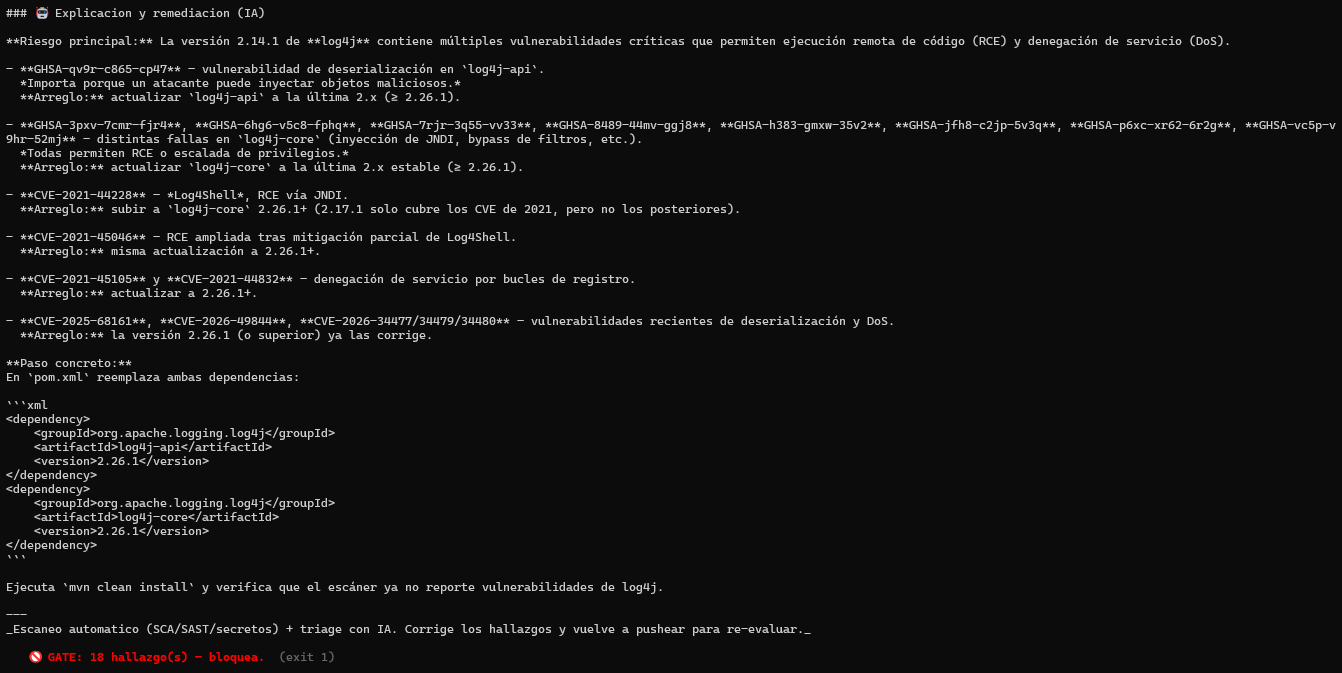 ### 🤖 Explicacion y remediacion (IA)
**Riesgo principal:** La versión 2.14.1 de **log4j** contiene múltiples vulnerabilidades críticas que permiten ejecución remota de código (RCE) y denegación de servicio (DoS).
- **GHSA-qv9r-c865-cp47** - vulnerabilidad de deserialización en `log4j-api`.
*Importa porque un atacante puede inyectar objetos maliciosos.*
**Arreglo:** actualizar `log4j-api` a la última 2.x (≥ 2.26.1).
- **GHSA-3pxv-7cmr-fjr4**, **GHSA-6hg6-v5c8-fphq**, **GHSA-7rjr-3q55-vv33**, **GHSA-8489-44mv-ggj8**, **GHSA-h383-gmxw-35v2**, **GHSA-jfh8-c2jp-5v3q**, **GHSA-p6xc-xr62-6r2g**, **GHSA-vc5p-v
9hr-52mj** - distintas fallas en `log4j-core` (inyección de JNDI, bypass de filtros, etc.).
*Todas permiten RCE o escalada de privilegios.*
**Arreglo:** actualizar `log4j-core` a la última 2.x estable (≥ 2.26.1).
- **CVE-2021-44228** - *Log4Shell*, RCE vía JNDI.
**Arreglo:** subir a `log4j-core` 2.26.1+ (2.17.1 solo cubre los CVE de 2021, pero no los posteriores).
- **CVE-2021-45046** - RCE ampliada tras mitigación parcial de Log4Shell.
**Arreglo:** misma actualización a 2.26.1+.
- **CVE-2021-45105** y **CVE-2021-44832** - denegación de servicio por bucles de registro.
**Arreglo:** actualizar a 2.26.1+.
- **CVE-2025-68161**, **CVE-2026-49844**, **CVE-2026-34477/34479/34480** - vulnerabilidades recientes de deserialización y DoS.
**Arreglo:** la versión 2.26.1 (o superior) ya las corrige.
**Paso concreto:**
En `pom.xml` reemplaza ambas dependencias:
```xml
<dependency>
<groupId>org.apache.logging.log4j</groupId>
<artifactId>log4j-api</artifactId>
<version>2.26.1</version>
</dependency>
<dependency>
<groupId>org.apache.logging.log4j</groupId>
<artifactId>log4j-core</artifactId>
<version>2.26.1</version>
</dependency>
```
Ejecuta `mvn clean install` y verifica que el escáner ya no reporte vulnerabilidades de log4j.
---
_Escaneo automatico (SCA/SAST/secretos) + triage con IA. Corrige los hallazgos y vuelve a pushear para re-evaluar._
🚫 GATE: 18 hallazgo(s) - bloquea. (exit 1)